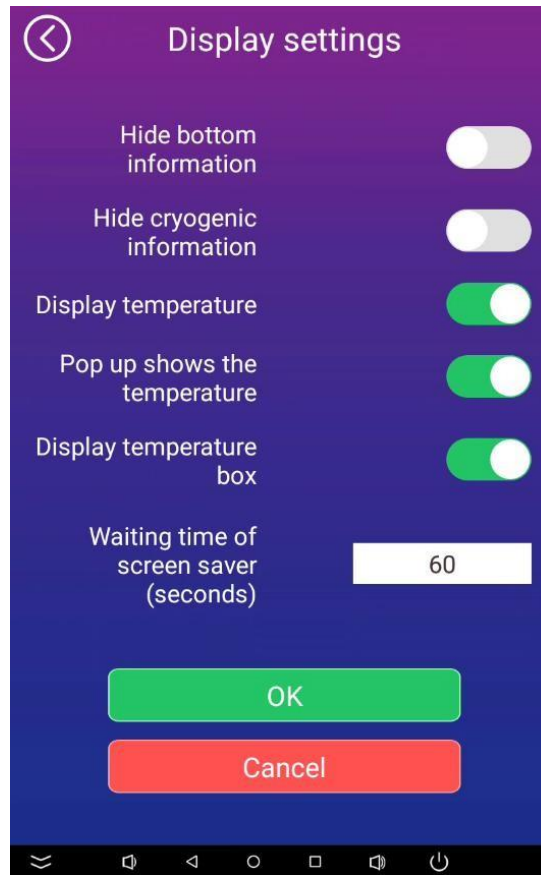 Display settings
Hide bottom
information
Hide cryogenic
information
Display temperature
Pop up shows the
temperature
Display temperature
box
Waiting time of
screen saver
(seconds)
60
OK
Cancel